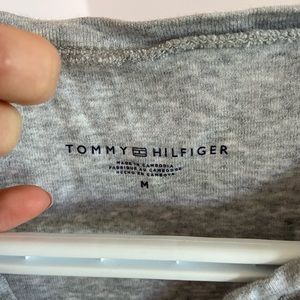 TOMMY HILFIGER
MADE IN CAMBODIA
FABRIQUÉ AU CAMBODGE
HECHO EN CAMBOYA
M